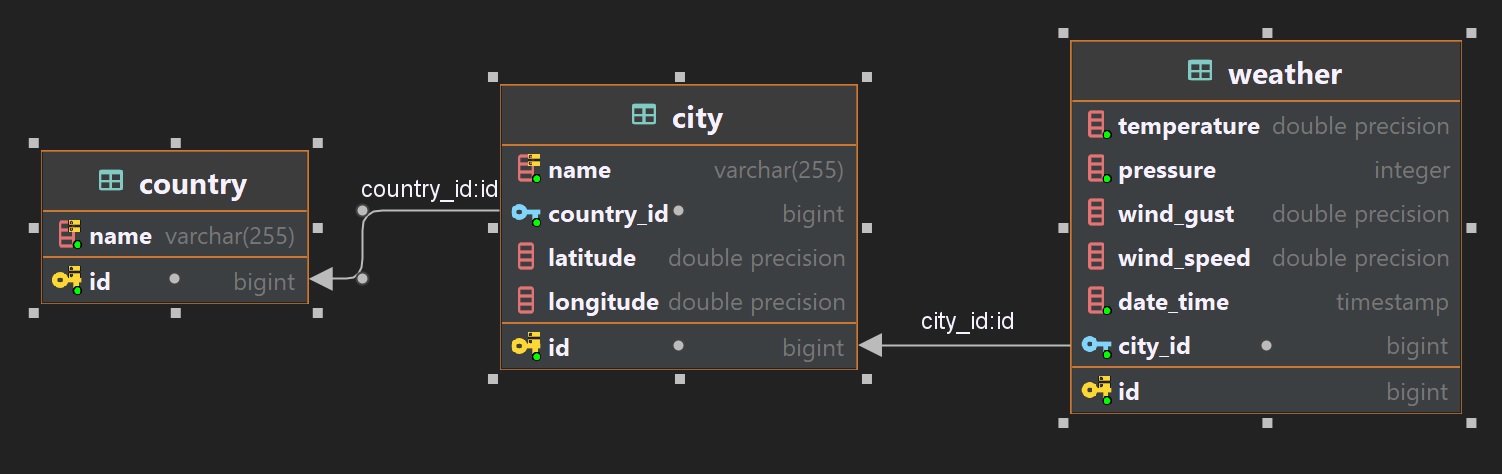 country
name varchar(255)
id bigint
country_id:id
city
name varchar(255)
country_id bigint
latitude double precision
longitude double precision
id bigint
city_id:id
weather
temperature double precision
pressure integer
wind_gust double precision
wind_speed double precision
date_time timestamp
city_id bigint
id bigint